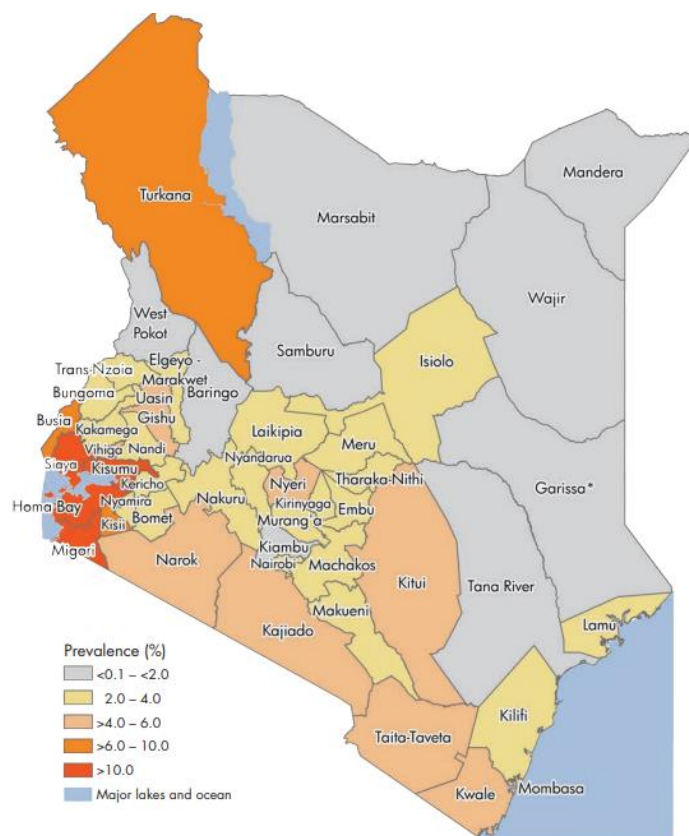 Turkana
Marsabit
Mandera
Wajir
West
Pokot
Samburu
Isiolo
Trans-Nzoia
Elgeyo -
Marakwet
Baringo
Bungoma
Uasin
Gishu
Busia
Kakamega
Laikipia
Meru
Vihiga
Nandi
Siaya
Kisumu
Nyandarua
Tharaka-Nithi
Garissa*
Kericho
Nyeri
Homa Bay
Nyamira
Nakuru
Kirinyaga
Embu
Kisii
Bomet
Murang'a
Migori
Narok
Kiambu
Nairobi
Machakos
Kitui
Tana River
Makueni
Kajiado
Lamu
Kilifi
Taita-Taveta
Kwale
Mombasa
Prevalence (%)
<0.1 – <2.0
2.0 – 4.0
>4.0 – 6.0
>6.0 – 10.0
>10.0
Major lakes and ocean